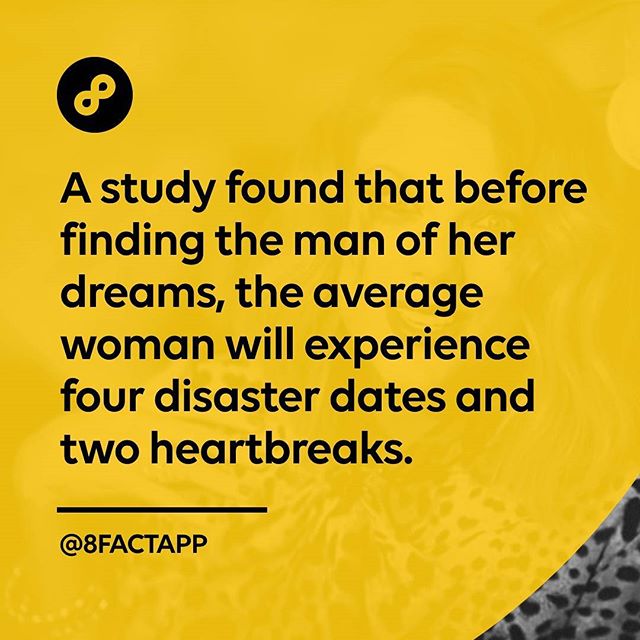 A study found that before
finding the man of her
dreams, the average
woman will experience
four disaster dates and
two heartbreaks.
@8FACTAPP